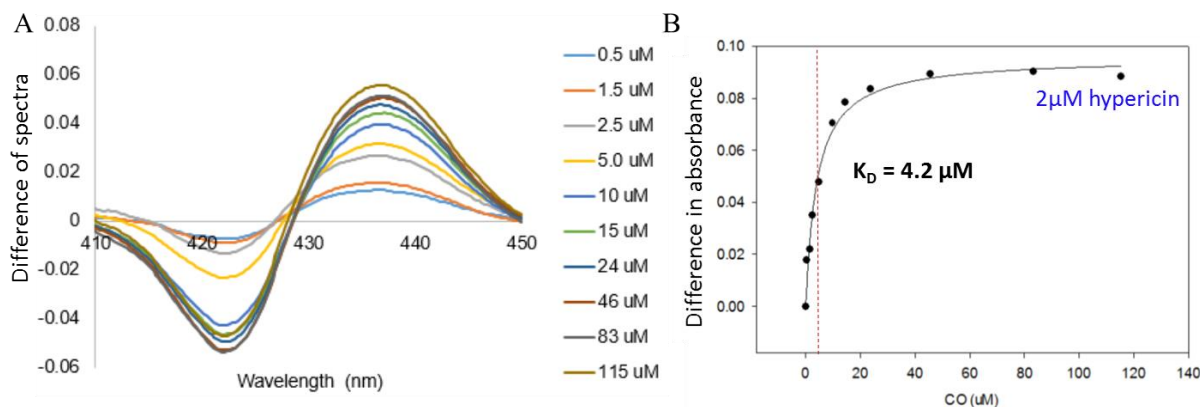 A
0.08
0.06
0.04
0.02
0
-0.02
-0.04
-0.06
410
420
430
440
450
Difference of spectra
Wavelength (nm)
0.5 uM
1.5 uM
2.5 uM
5.0 uM
10 uM
15 uM
24 uM
46 uM
83 uM
115 uM
B
0.10
0.08
0.06
0.04
0.02
0.00
Difference in absorbance
2µM hypericin
K_D = 4.2 µM
0
20
40
60
80
100
120
140
CO (uM)